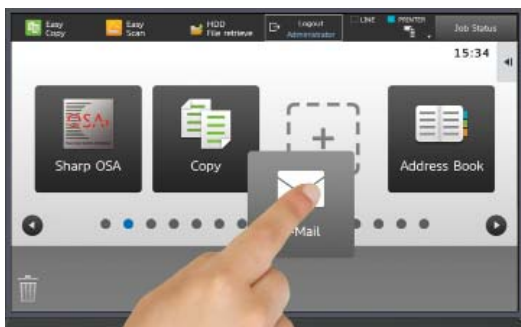 Easy
Copy
Easy
Scan
HDD
File retrieve
Logout
Administrator
LINE
PRINTER
Job Status
15:34
OSA
Sharp OSA
Copy
Address Book
-Mail